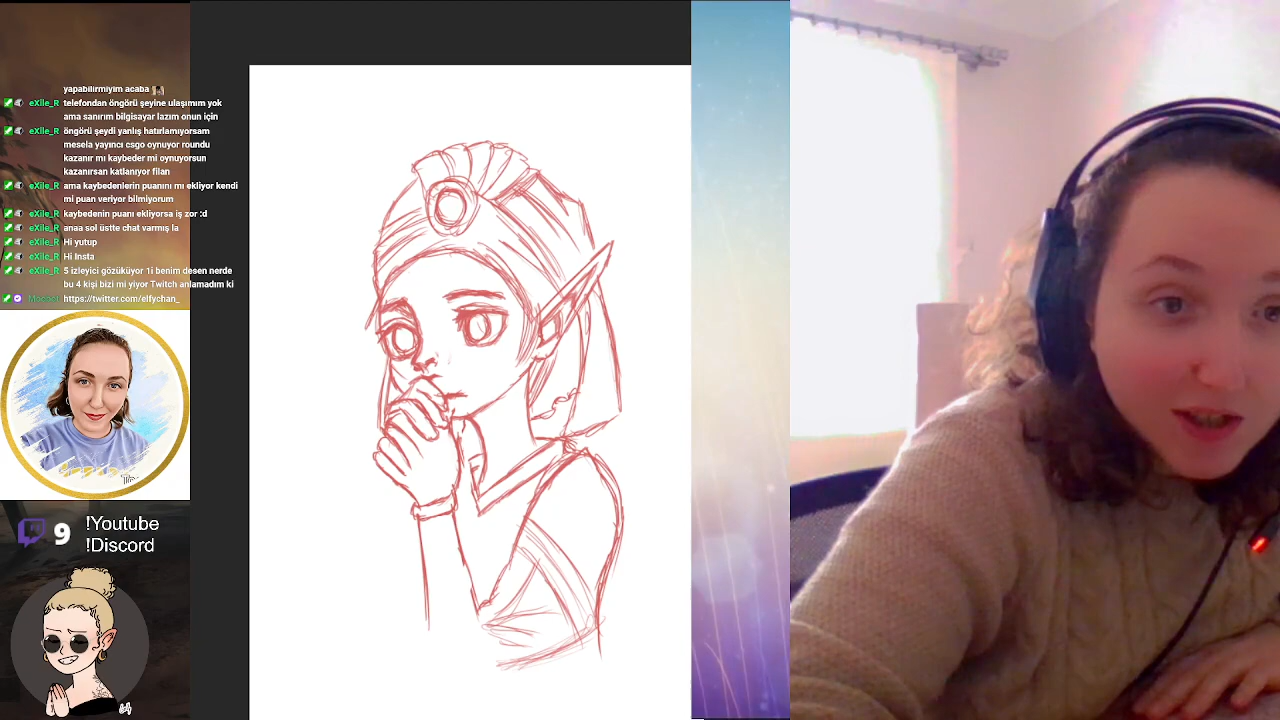 yapabilirmiyim acaba
eXile_R telefondan öngörü şeyine ulaşımım yok
ama sanırım bilgisayar lazım onun için
eXile_R öngörü şeydi yanlış hatırlamıyorsam
mesela yayıncı csgo oynuyor roundu
kazanır mı kaybeder mi oynuyorsun
kazanırsan katlanıyor filan
eXile_R ama kaybedenlerin puanını mı ekliyor kendi
mi puan veriyor bilmiyorum
eXile_R kaybedenin puanı ekliyorsa iş zor :d
eXile_R anaa sol üstte chat varmış la
eXile_R Hi yutup
eXile_R Hi Insta
eXile_R 5 izleyici gözüküyor 1i benim desen nerde
bu 4 kişi bizi mi yiyor Twitch anlamadım ki
https://twitter.com/elfychan_
9 !Youtube
!Discord